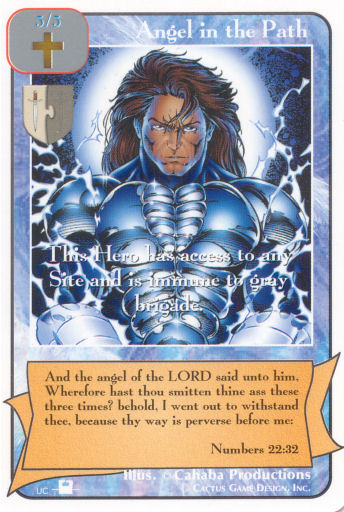 5/5
Angel in the Path
This Hero has access to any
Site and is immune to gray
brigade.
And the angel of the LORD said unto him,
Wherefore hast thou smitten thine ass these
three times? behold, I went out to withstand
thee, because thy way is perverse before me:
Numbers 22:32
Illus. © Cahaba Productions
UC
© Cactus Game Design, Inc.